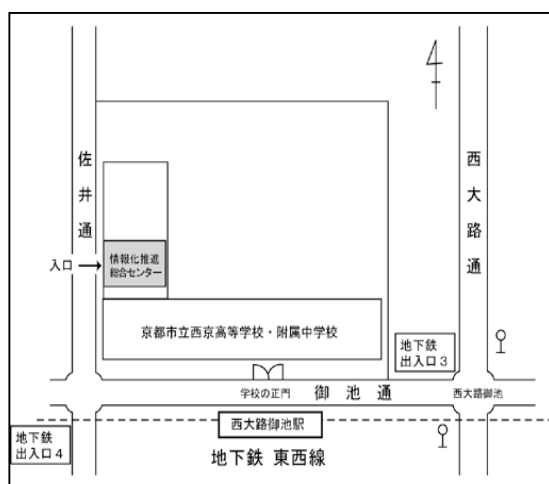 佐井通
西大路通
入口
情報化推進
総合センター
京都市立西京高等学校・附属中学校
地下鉄
出入口3
学校の正門
御池通
西大路御池
西大路御池駅
地下鉄
出入口4
地下鉄 東西線